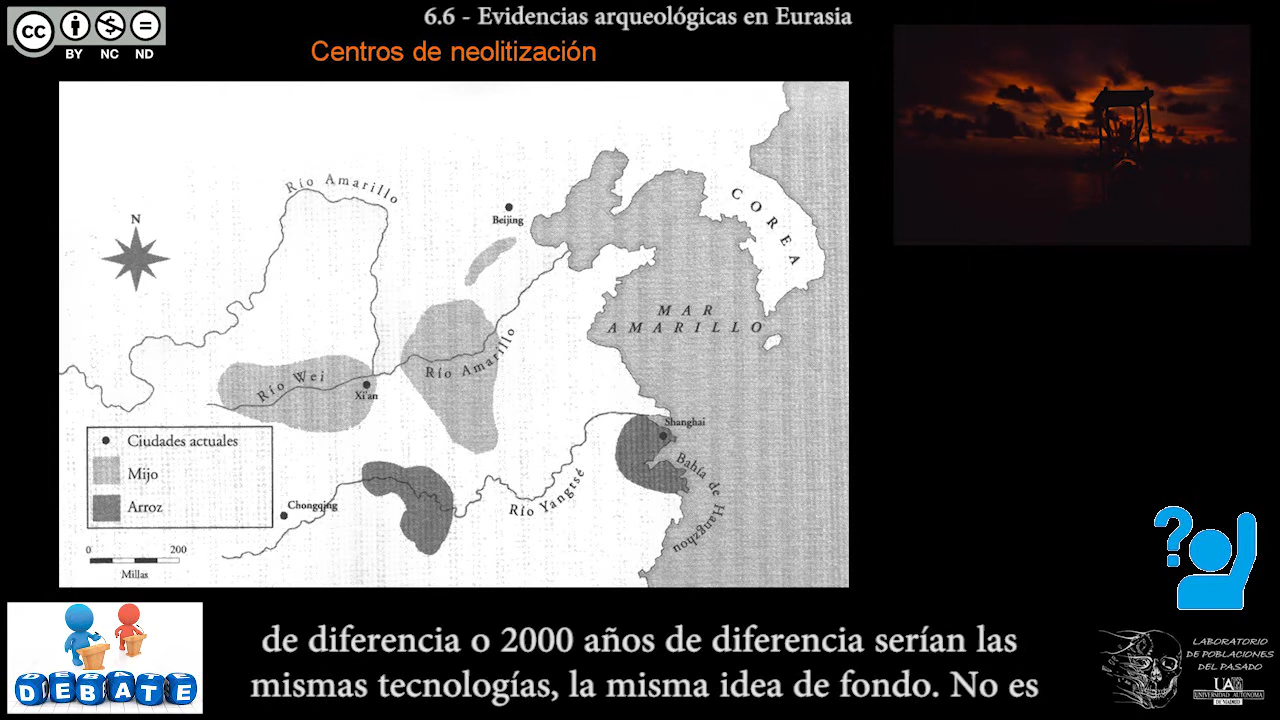 6.6 - Evidencias arqueológicas en Eurasia
cc
BY NC ND
Centros de neolitización
Río Amarillo
N
Beijing
COREA
MAR
AMARILLO
Río Amarillo
Río Wei
Xi'an
Shanghai
Ciudades actuales
Mijo
Arroz
Bahía de Hangzhou
Río Yangtsé
Chongqing
0 200
Millas
?
de diferencia o 2000 años de diferencia serían las
mismas tecnologías, la misma idea de fondo. No es
DEBATE
LABORATORIO
DE POBLACIONES
DEL PASADO
UAM
UNIVERSIDAD AUTONOMA
DE MADRID